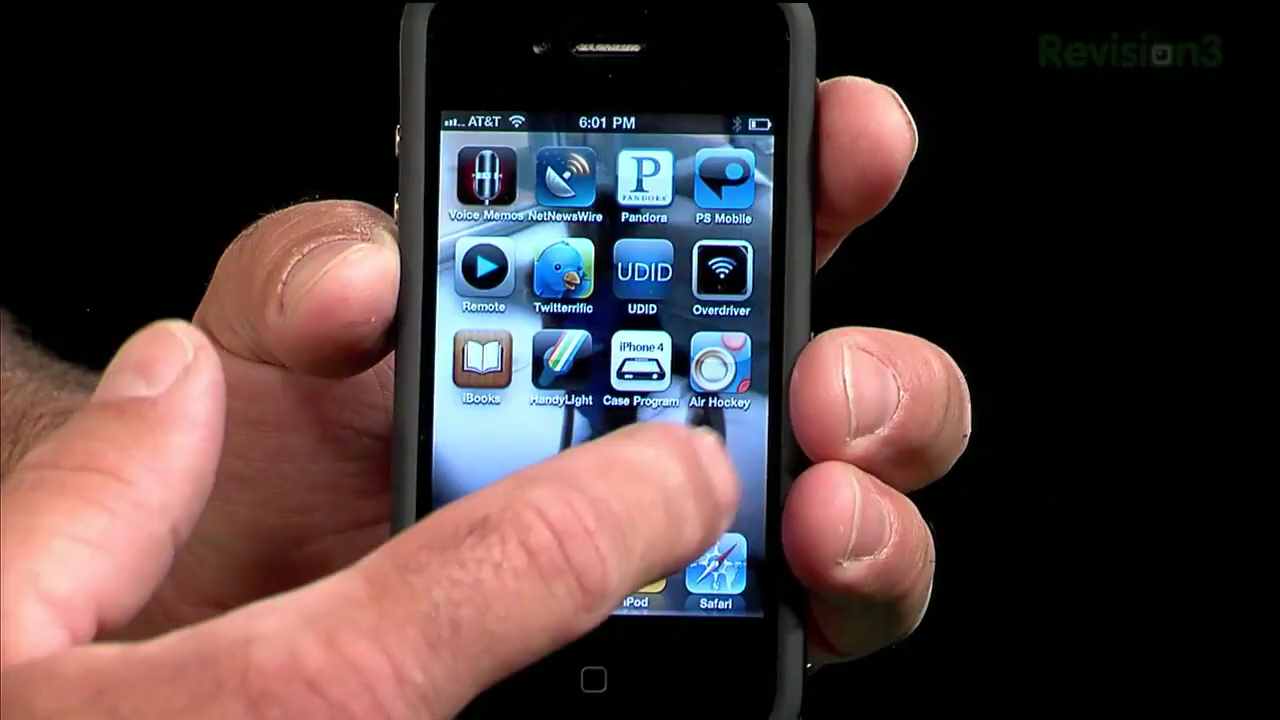 Revision3
AT&T 6:01 PM
P
PANDORA
Voice Memos NetNewsWire Pandora PS Mobile
UDID
Remote Twitterrific UDID Overdriver
iPhone 4
iBooks HandyLight Case Program Air Hockey
iPod Safari